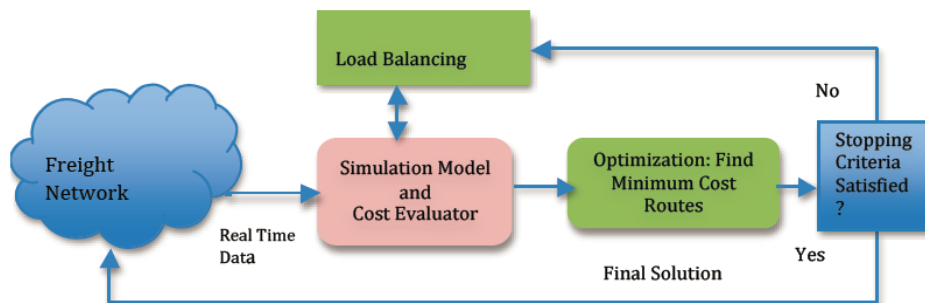 Load Balancing
No
Freight
Network
Simulation Model
and
Cost Evaluator
Optimization: Find
Minimum Cost
Routes
Stopping
Criteria
Satisfied
?
Real Time
Data
Yes
Final Solution